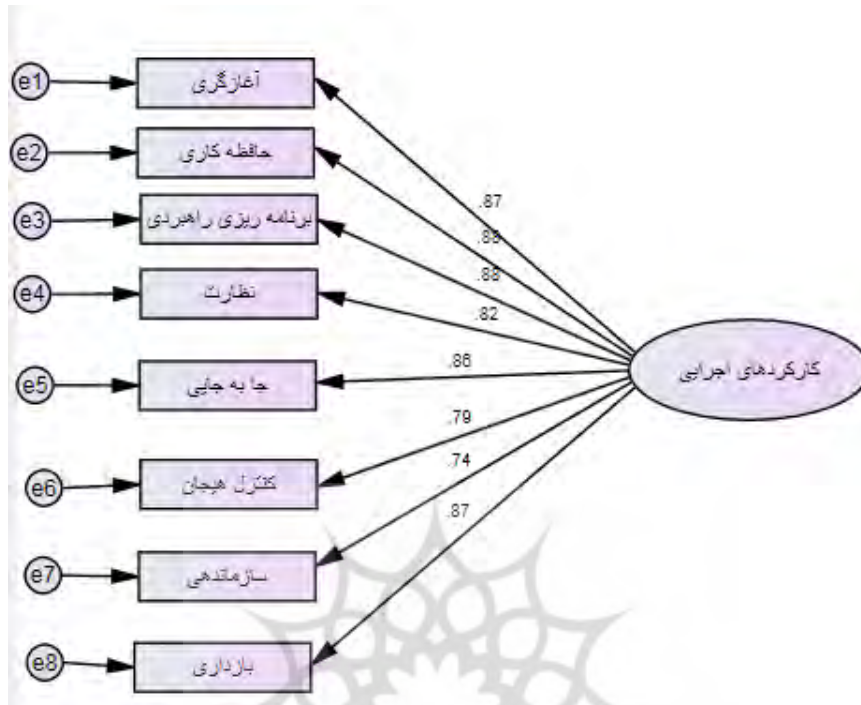 e1
آغازگری
e2
حافظه کاری
e3
برنامه ریزی راهبردی
e4
نظارت
e5
جا به جایی
e6
کنترل هیجان
e7
سازماندهی
e8
بازداری
.87
.88
.88
.82
.86
.79
.74
.87
کارکردهای اجرایی